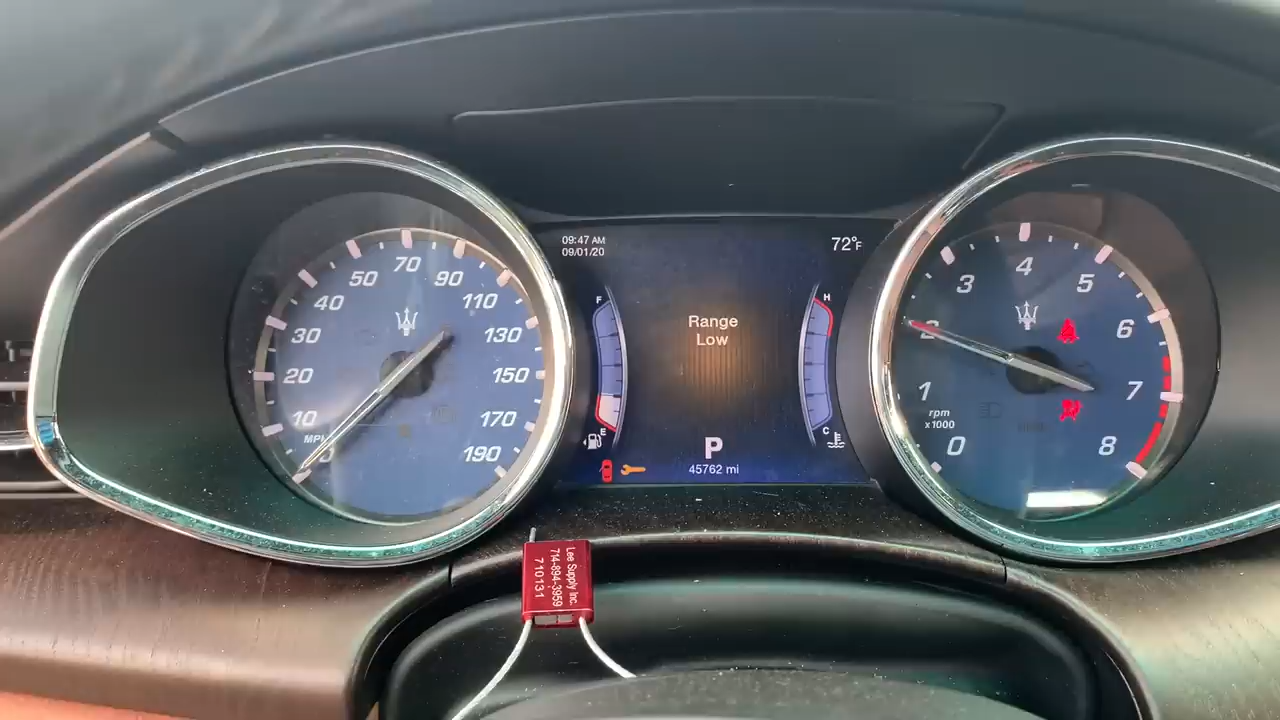 09:47 AM
09/01/20
72°F
Range
Low
F
E
H
C
P
45762 mi
10
20
30
40
50
70
90
110
130
150
170
190
MPH
0
1
2
3
4
5
6
7
8
rpm
x1000
Lee Supply Inc.
714-894-3959
710131